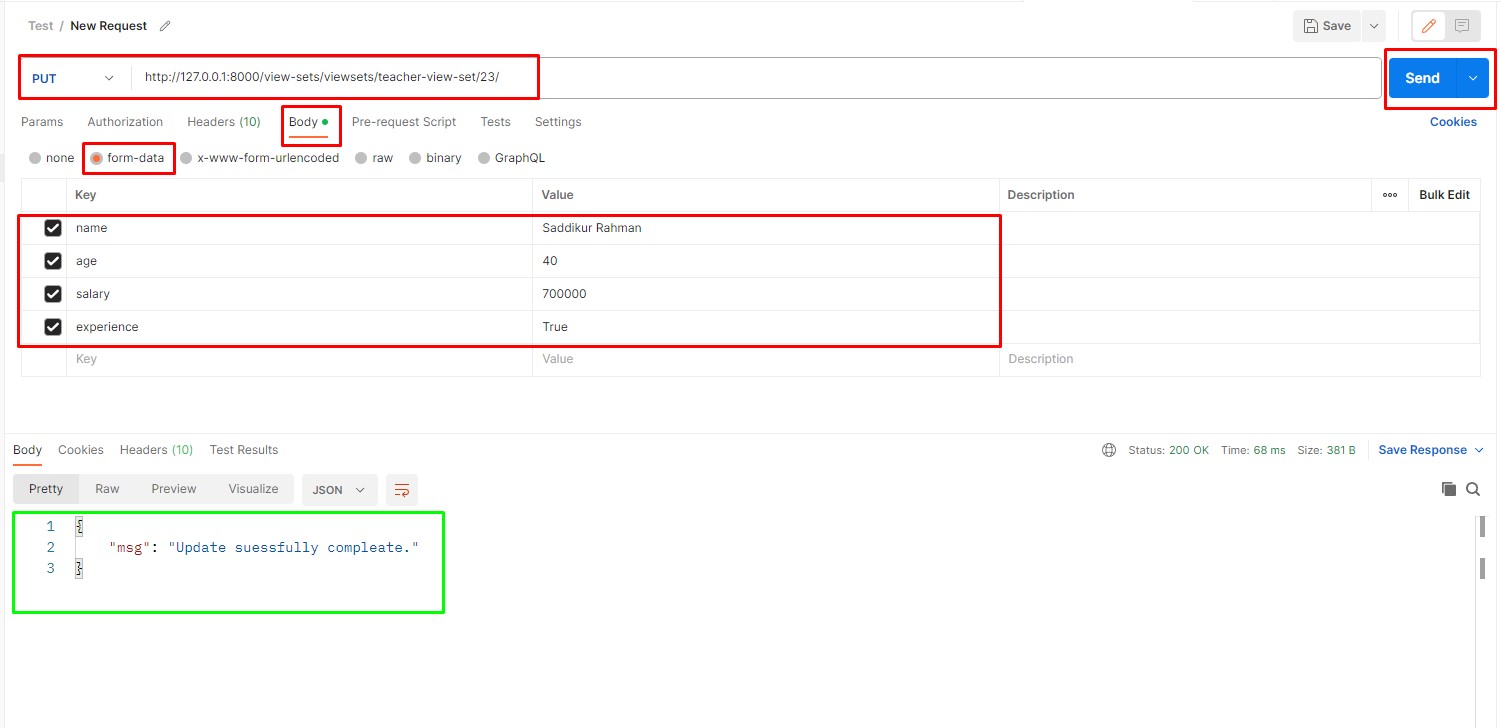 Test / New Request Save
PUT http://127.0.0.1:8000/view-sets/viewsets/teacher-view-set/23/ Send
Params Authorization Headers (10) Body Pre-request Script Tests Settings Cookies
none form-data x-www-form-urlencoded raw binary GraphQL
Key Value Description Bulk Edit
name Saddikur Rahman
age 40
salary 700000
experience True
Key Value Description
Body Cookies Headers (10) Test Results Status: 200 OK Time: 68 ms Size: 381 B Save Response
Pretty Raw Preview Visualize JSON
1 {
2 "msg": "Update suessfully compleate."
3 }